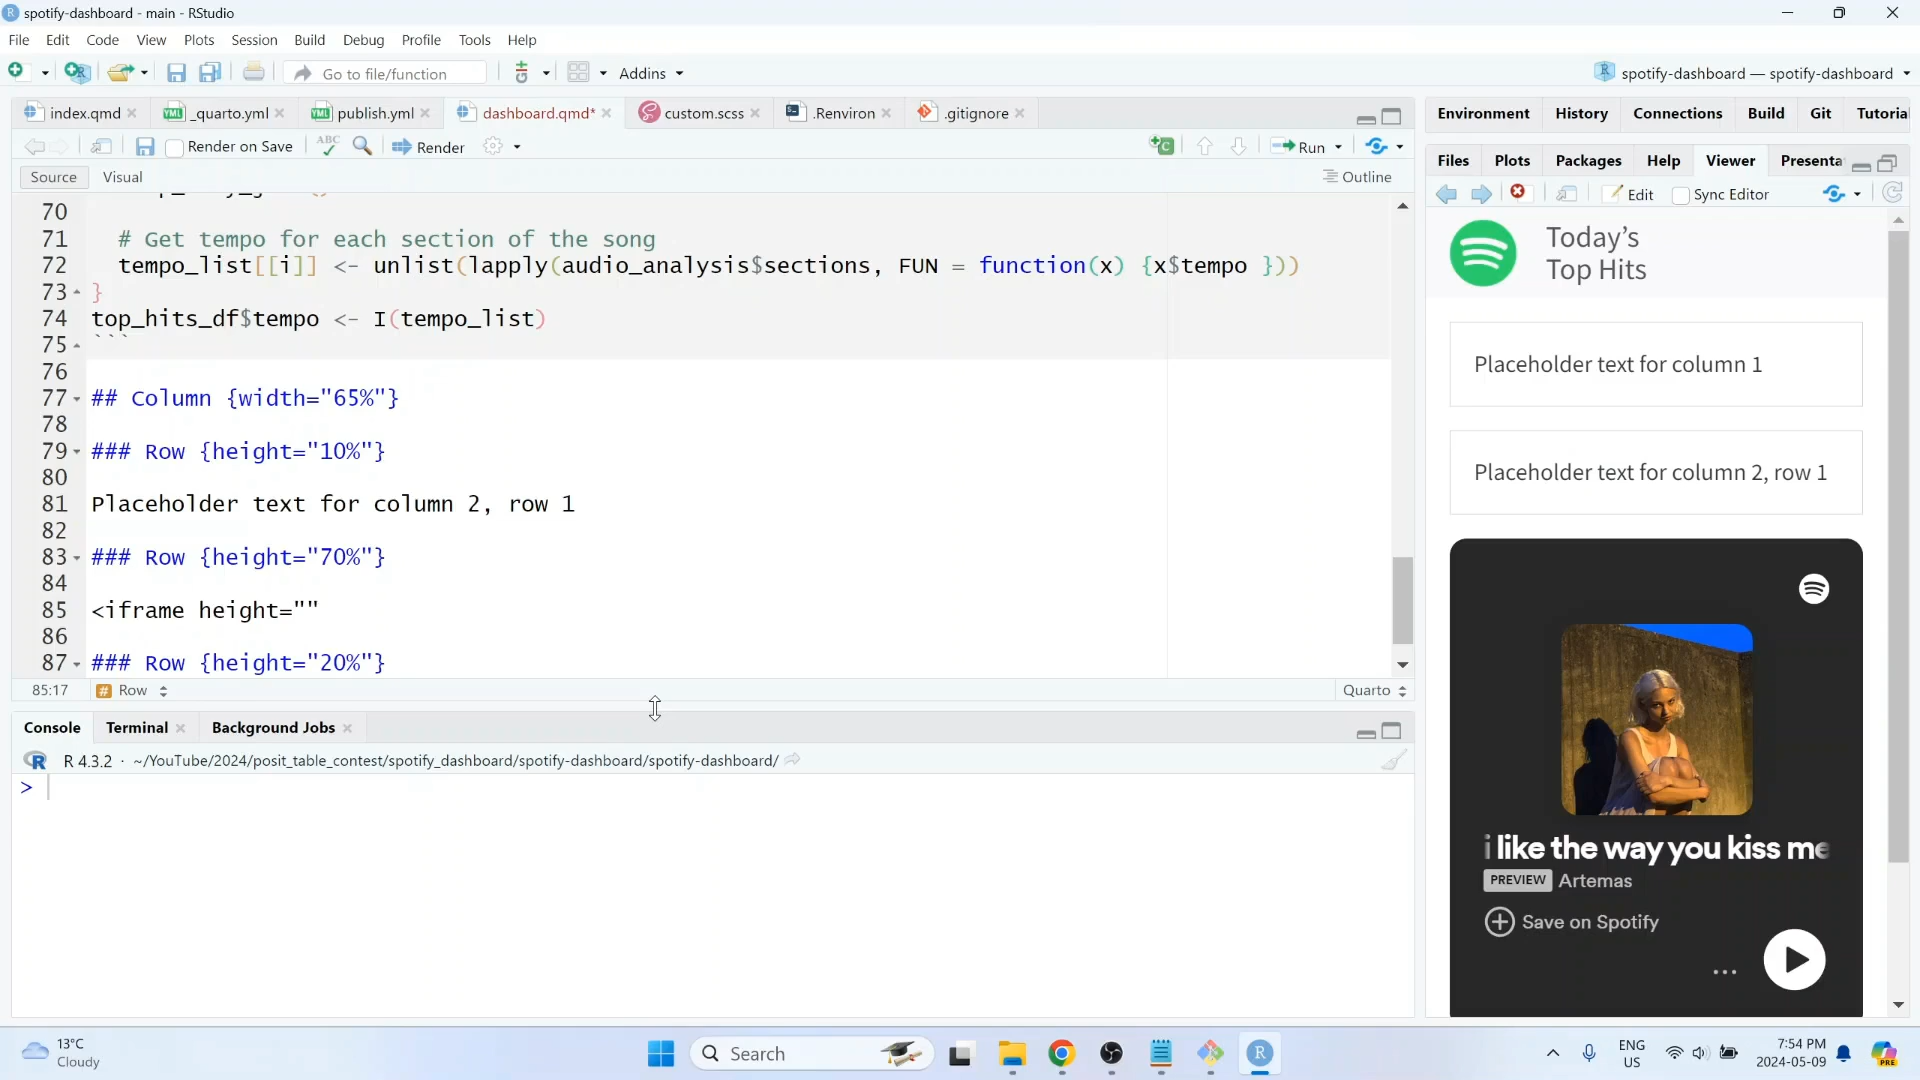 spotify-dashboard - main - RStudio
File Edit Code View Plots Session Build Debug Profile Tools Help
Go to file/function Addins spotify-dashboard — spotify-dashboard
index.qmd _quarto.yml publish.yml dashboard.qmd* custom.scss .Renviron .gitignore
Render on Save ABC Render Run
Source Visual Outline
70
71 # Get tempo for each section of the song
72 tempo_list[[i]] <- unlist(lapply(audio_analysis$sections, FUN = function(x) {x$tempo }))
73 }
74 top_hits_df$tempo <- I(tempo_list)
75 ```
76
77 ## Column {width="65%"}
78
79 ### Row {height="10%"}
80
81 Placeholder text for column 2, row 1
82
83 ### Row {height="70%"}
84
85 <iframe height=""
86
87 ### Row {height="20%"}
85:17 # Row Quarto
Console Terminal Background Jobs
R 4.3.2 · ~/YouTube/2024/posit_table_contest/spotify_dashboard/spotify-dashboard/spotify-dashboard/
>
Environment History Connections Build Git Tutorial
Files Plots Packages Help Viewer Presenta
Edit Sync Editor
Today's
Top Hits
Placeholder text for column 1
Placeholder text for column 2, row 1
i like the way you kiss me
PREVIEW Artemas
Save on Spotify
13°C
Cloudy
Search
ENG
US
7:54 PM
2024-05-09
PRE